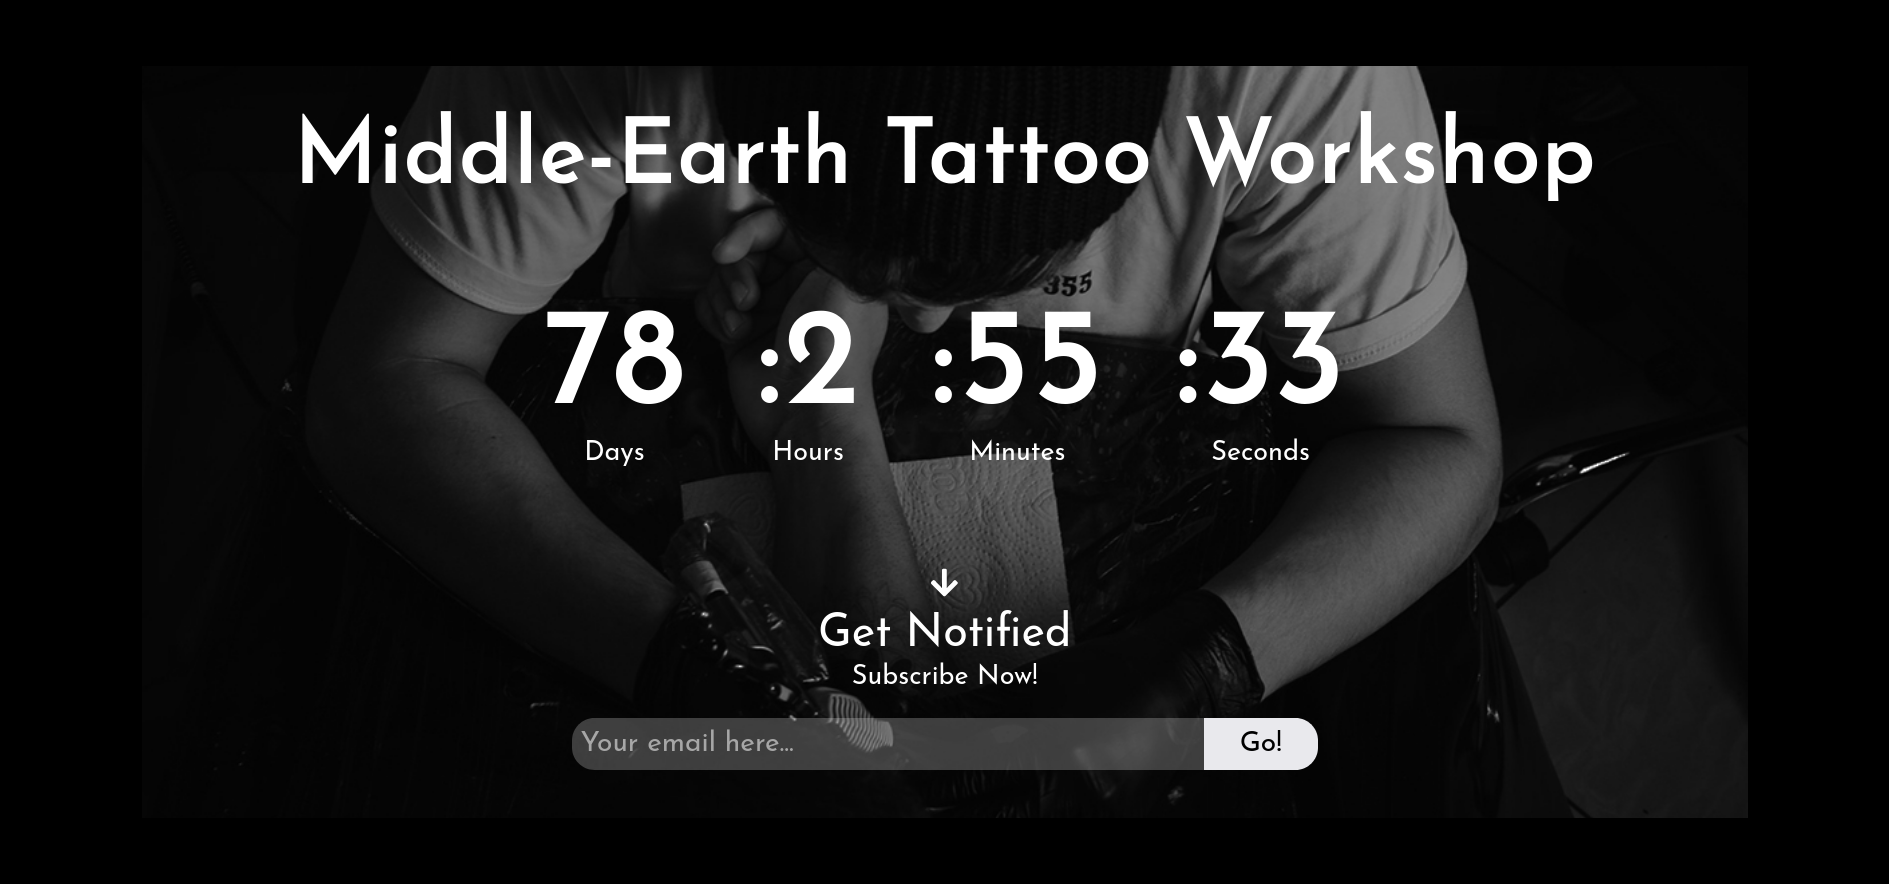 Middle-Earth Tattoo Workshop
355
78 :2 :55 :33
Days Hours Minutes Seconds
Get Notified
Subscribe Now!
Your email here... Go!